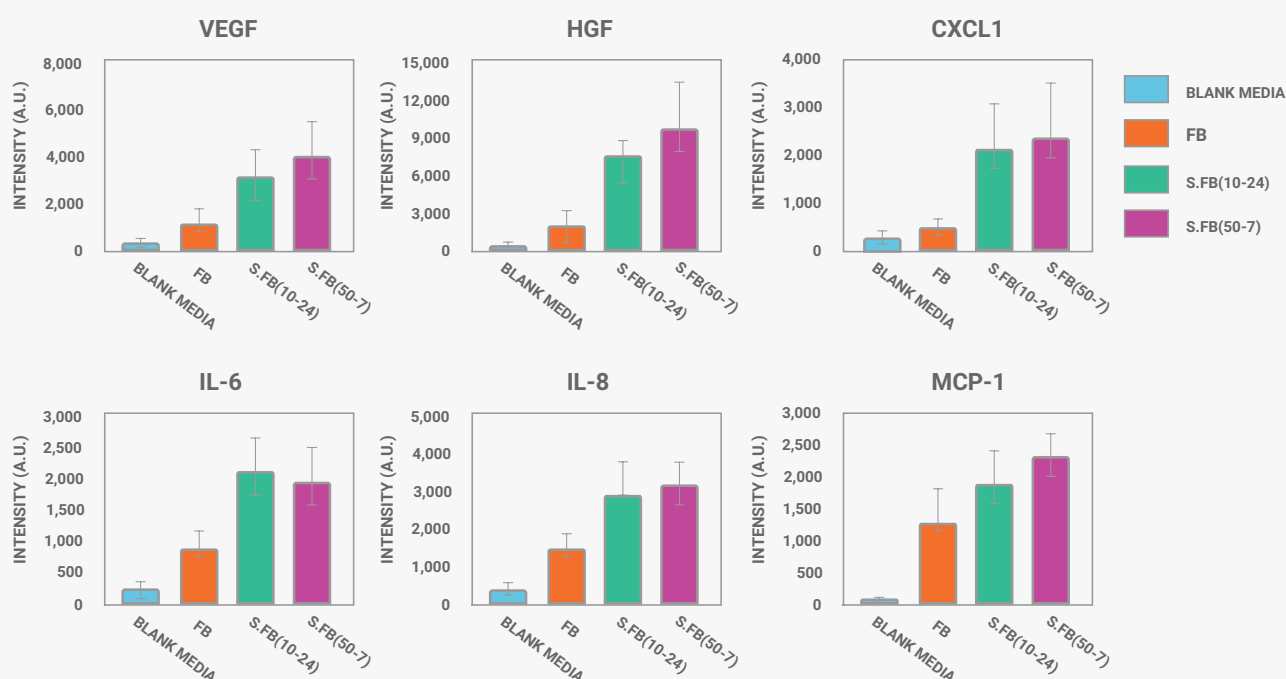 VEGF
INTENSITY (A.U.)
8,000
6,000
4,000
2,000
0
BLANK MEDIA
FB
S.FB(10-24)
S.FB(50-7)
HGF
INTENSITY (A.U.)
15,000
12,000
9,000
6,000
3,000
0
BLANK MEDIA
FB
S.FB(10-24)
S.FB(50-7)
CXCL1
INTENSITY (A.U.)
4,000
3,000
2,000
1,000
0
BLANK MEDIA
FB
S.FB(10-24)
S.FB(50-7)
BLANK MEDIA
FB
S.FB(10-24)
S.FB(50-7)
IL-6
INTENSITY (A.U.)
3,000
2,500
2,000
1,500
1,000
500
0
BLANK MEDIA
FB
S.FB(10-24)
S.FB(50-7)
IL-8
INTENSITY (A.U.)
5,000
4,000
3,000
2,000
1,000
0
BLANK MEDIA
FB
S.FB(10-24)
S.FB(50-7)
MCP-1
INTENSITY (A.U.)
3,000
2,500
2,000
1,500
1,000
500
0
BLANK MEDIA
FB
S.FB(10-24)
S.FB(50-7)